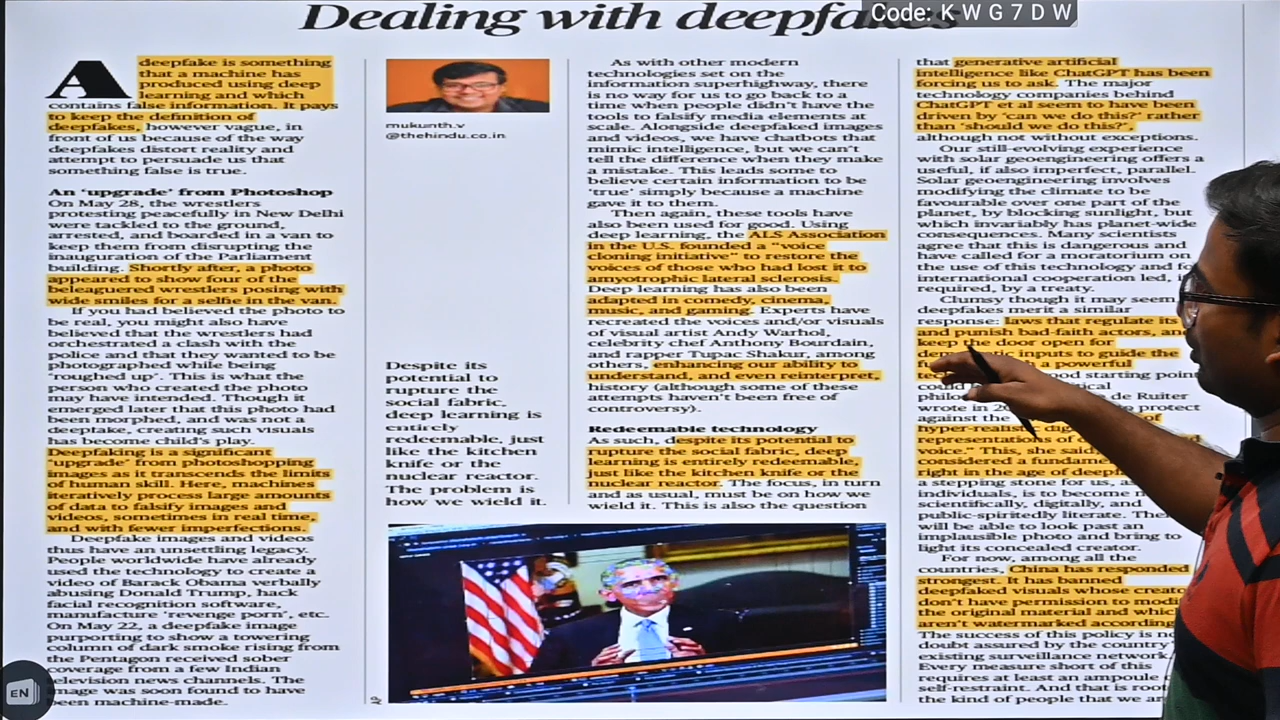 Dealing with deepfakes
Code: K W G 7 D W
A deepfake is something
that a machine has
produced using deep
learning and which
contains false information. It pays
to keep the definition of
deepfakes, however vague, in
front of us because of the way
deepfakes distort reality and
attempt to persuade us that
something false is true.
An ‘upgrade’ from Photoshop
On May 28, the wrestlers
protesting peacefully in New Delhi
were tackled to the ground,
arrested, and boarded in a van to
keep them from disrupting the
inauguration of the Parliament
building. Shortly after, a photo
appeared to show four of the
beleaguered wrestlers posing with
wide smiles for a selfie in the van.
If you had believed the photo to
be real, you might also have
believed that the wrestlers had
orchestrated a clash with the
police and that they wanted to be
photographed while being
‘roughed up’. This is what the
person who created the photo
may have intended. Though it
emerged later that this photo had
been morphed, and was not a
deepfake, creating such visuals
has become child’s play.
Deepfaking is a significant
‘upgrade’ from photoshopping
images as it transcends the limits
of human skill. Here, machines
iteratively process large amounts
of data to falsify images and
videos, sometimes in real time,
and with fewer imperfections.
Deepfake images and videos
thus have an unsettling legacy.
People worldwide have already
used the technology to create a
video of Barack Obama verbally
abusing Donald Trump, hack
facial recognition software,
manufacture ‘revenge porn’, etc.
On May 22, a deepfake image
purporting to show a towering
column of dark smoke rising from
the Pentagon received sober
coverage from a few Indian
television news channels. The
image was soon found to have
been machine-made.
EN
mukunth.v
@thehindu.co.in
Despite its
potential to
rupture the
social fabric,
deep learning is
entirely
redeemable, just
like the kitchen
knife or the
nuclear reactor.
The problem is
how we wield it.
AP
As with other modern
technologies set on the
information superhighway, there
is no way for us to go back to a
time when people didn’t have the
tools to falsify media elements at
scale. Alongside deepfaked images
and videos, we have chatbots that
mimic intelligence, but we can’t
tell the difference when they make
a mistake. This leads some to
believe certain information to be
‘true’ simply because a machine
gave it to them.
Then again, these tools have
also been used for good. Using
deep learning, the ALS Association
in the U.S. founded a “voice
cloning initiative” to restore the
voices of those who had lost it to
amyotrophic lateral sclerosis.
Deep learning has also been
adapted in comedy, cinema,
music, and gaming. Experts have
recreated the voices and/or visuals
of visual artist Andy Warhol,
celebrity chef Anthony Bourdain,
and rapper Tupac Shakur, among
others, enhancing our ability to
understand, and even reinterpret,
history (although some of these
attempts haven’t been free of
controversy).
Redeemable technology
As such, despite its potential to
rupture the social fabric, deep
learning is entirely redeemable,
just like the kitchen knife or the
nuclear reactor. The focus, in turn
and as usual, must be on how we
wield it. This is also the question
that generative artificial
intelligence like ChatGPT has been
forcing us to ask. The major
technology companies behind
ChatGPT et al seem to have been
driven by ‘can we do this?’ rather
than ‘should we do this?’,
although not without exceptions.
Our still-evolving experience
with solar geoengineering offers a
useful, if also imperfect, parallel.
Solar geoengineering involves
modifying the climate to be
favourable over one part of the
planet, by blocking sunlight, but
which invariably has planet-wide
consequences. Many scientists
agree that this is dangerous and
have called for a moratorium on
the use of this technology and for
international cooperation led, if
required, by a treaty.
Clumsy though it may seem,
deepfakes merit a similar
response: laws that regulate its
and punish bad-faith actors, and
keep the door open for
inputs to guide the
a powerful
good starting point
de Ruiter
wrote in protect
against the of
hyper-realistic
representations of
voice.” This, she said
considered a
right in the age of
a stepping stone for us, as
individuals, is to become
scientifically, digitally, and
public-spiritedly literate. Then
will be able to look past an
implausible photo and bring to
light its concealed creator.
For now, among all the
countries, China has responded
strongest. It has banned
deepfaked visuals whose
don’t have permission to
the original material and which
aren’t watermarked
The success of this policy is no
doubt assured by the country’s
existing surveillance network.
Every measure short of this
requires at least an ampoule
self-restraint. And that is
the kind of people that we